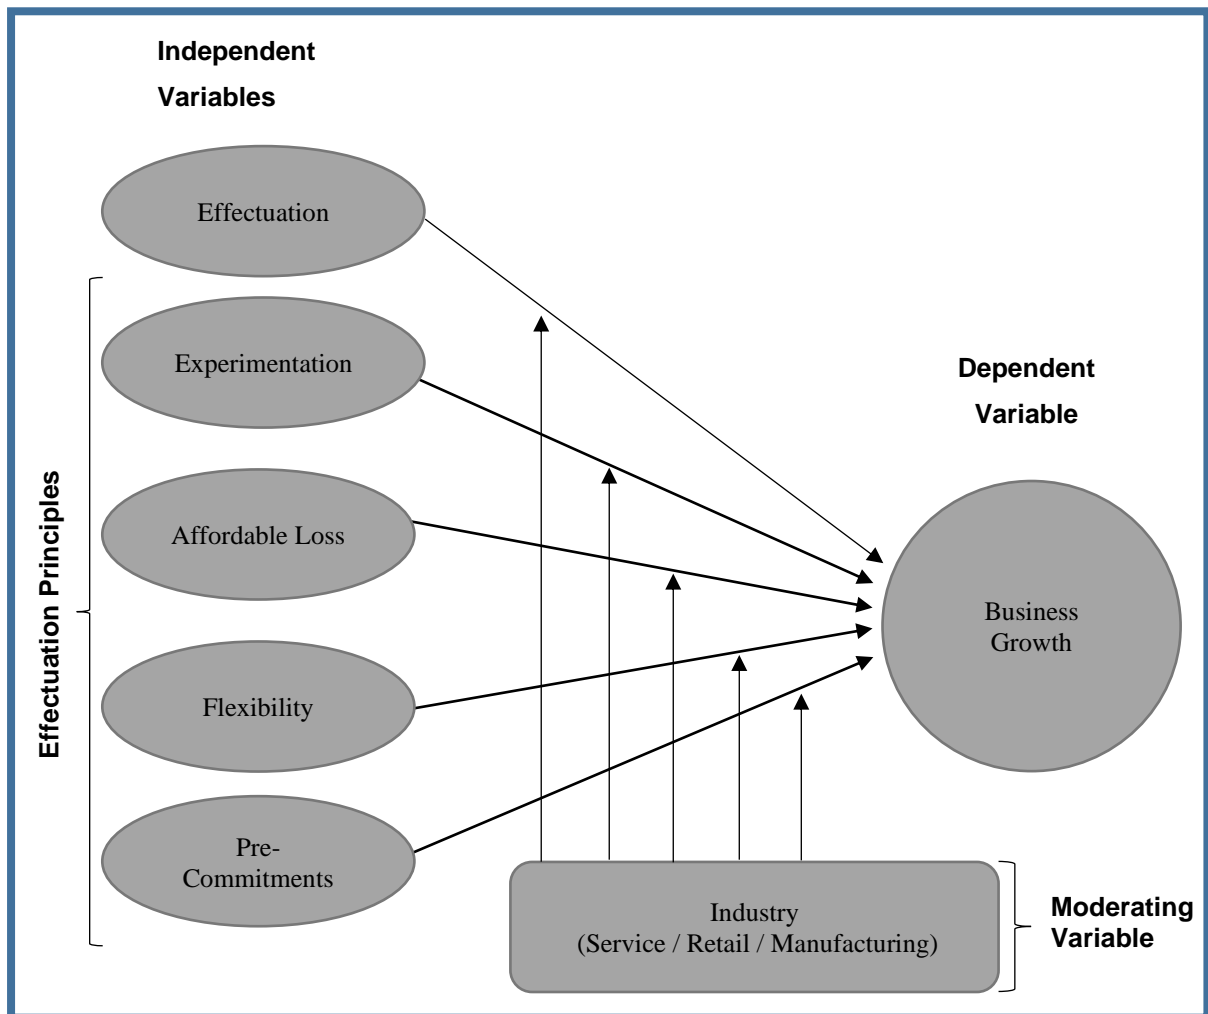 Independent
Variables
Effectuation
Experimentation
Affordable Loss
Flexibility
Pre-
Commitments
Effectuation Principles
Dependent
Variable
Business
Growth
Industry
(Service / Retail / Manufacturing)
Moderating
Variable